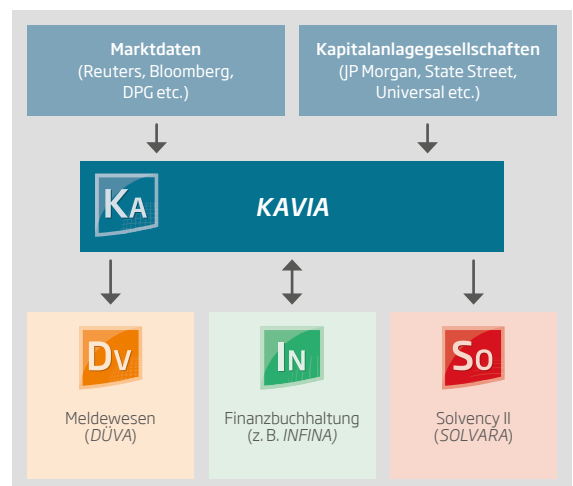 Marktdaten
(Reuters, Bloomberg,
DPG etc.)
Kapitalanlagegesellschaften
(JP Morgan, State Street,
Universal etc.)
KA
KAVIA
DV
Meldewesen
(DÜVA)
IN
Finanzbuchhaltung
(z. B. INFINA)
So
Solvency II
(SOLVARA)